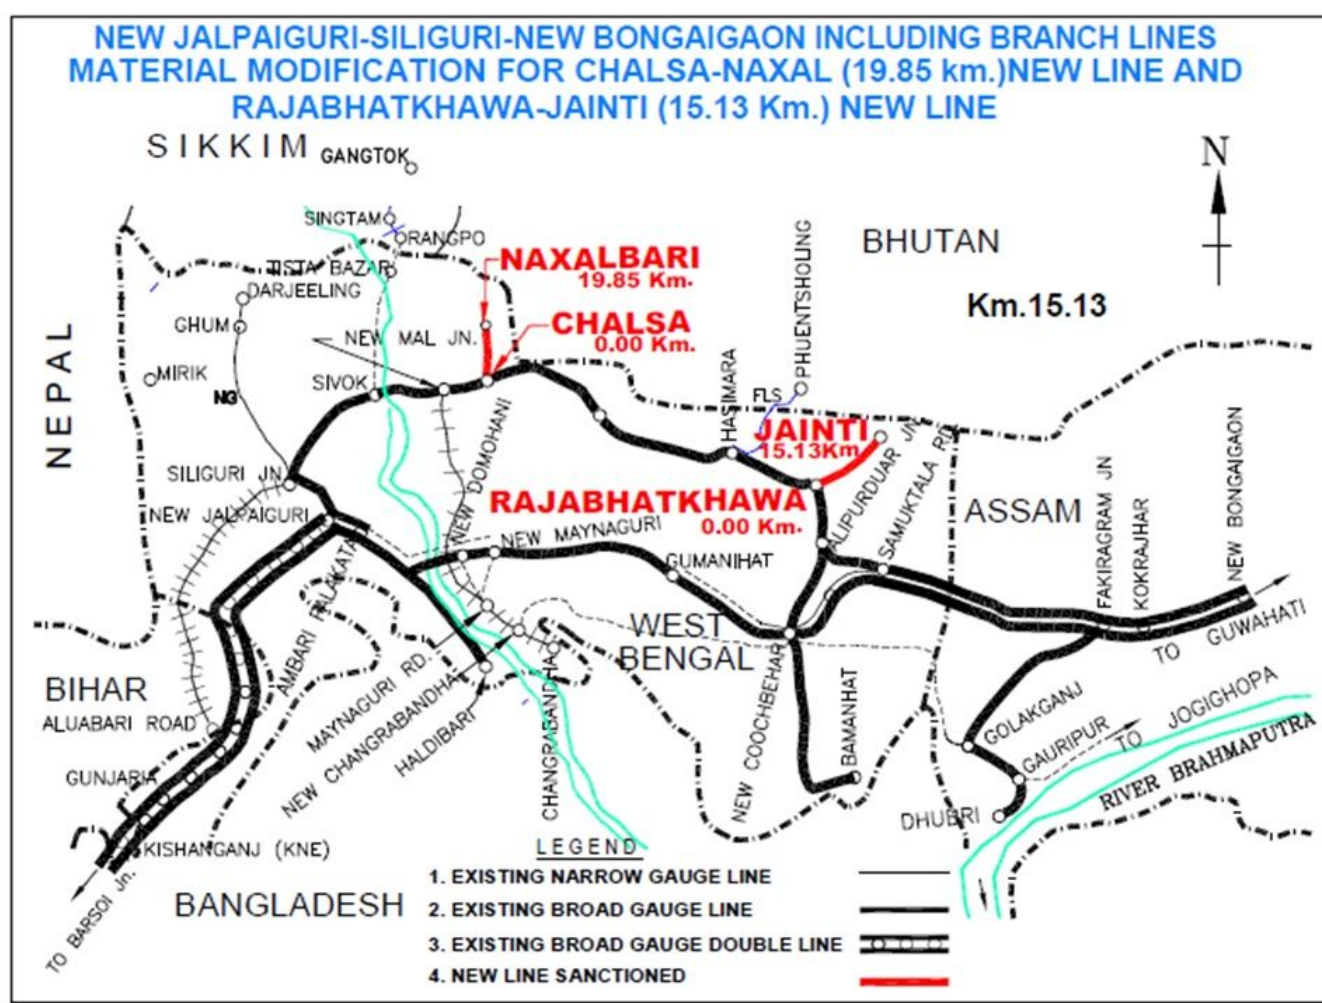 NEW JALPAIGURI-SILIGURI-NEW BONGAIGAON INCLUDING BRANCH LINES
MATERIAL MODIFICATION FOR CHALSA-NAXAL (19.85 km.)NEW LINE AND
RAJABHATKHAWA-JAINTI (15.13 Km.) NEW LINE
SIKKIM
GANGTOK
N
SINGTAM
RANGPO
BHUTAN
NAXALBARI
19.85 Km.
TISTA BAZAR
DARJEELING
PHUENTSHOLING
Km.15.13
GHUM
NEW MAL JN.
CHALSA
0.00 Km.
NEPAL
MIRIK
NG
SIVOK
HASIMARA
FLS
JAINTI
15.13Km
SILIGURI JN
NEW DOMOHANI
RAJABHATKHAWA
0.00 Km.
ALIPURDUAR JN.
SAMUKTALA RD.
ASSAM
NEW JALPAIGURI
NEW MAYNAGURI
GUMANIHAT
FAKIRAGRAM JN
KOKRAJHAR
NEW BONGAIGAON
AMBARI FALAKATA
WEST
BENGAL
TO GUWAHATI
BIHAR
ALUABARI ROAD
MAYNAGURI RD.
NEW CHANGRABANDHA
HALDIBARI
CHANGRABANDHA
NEW COOCHBEHAR
BAMANHAT
GOLAKGANJ
GAURIPUR
TO JOGIGHOPA
RIVER BRAHMAPUTRA
GUNJARIA
DHUBRI
KISHANGANJ (KNE)
TO BARSOI Jn.
BANGLADESH
LEGEND
1. EXISTING NARROW GAUGE LINE
2. EXISTING BROAD GAUGE LINE
3. EXISTING BROAD GAUGE DOUBLE LINE
4. NEW LINE SANCTIONED